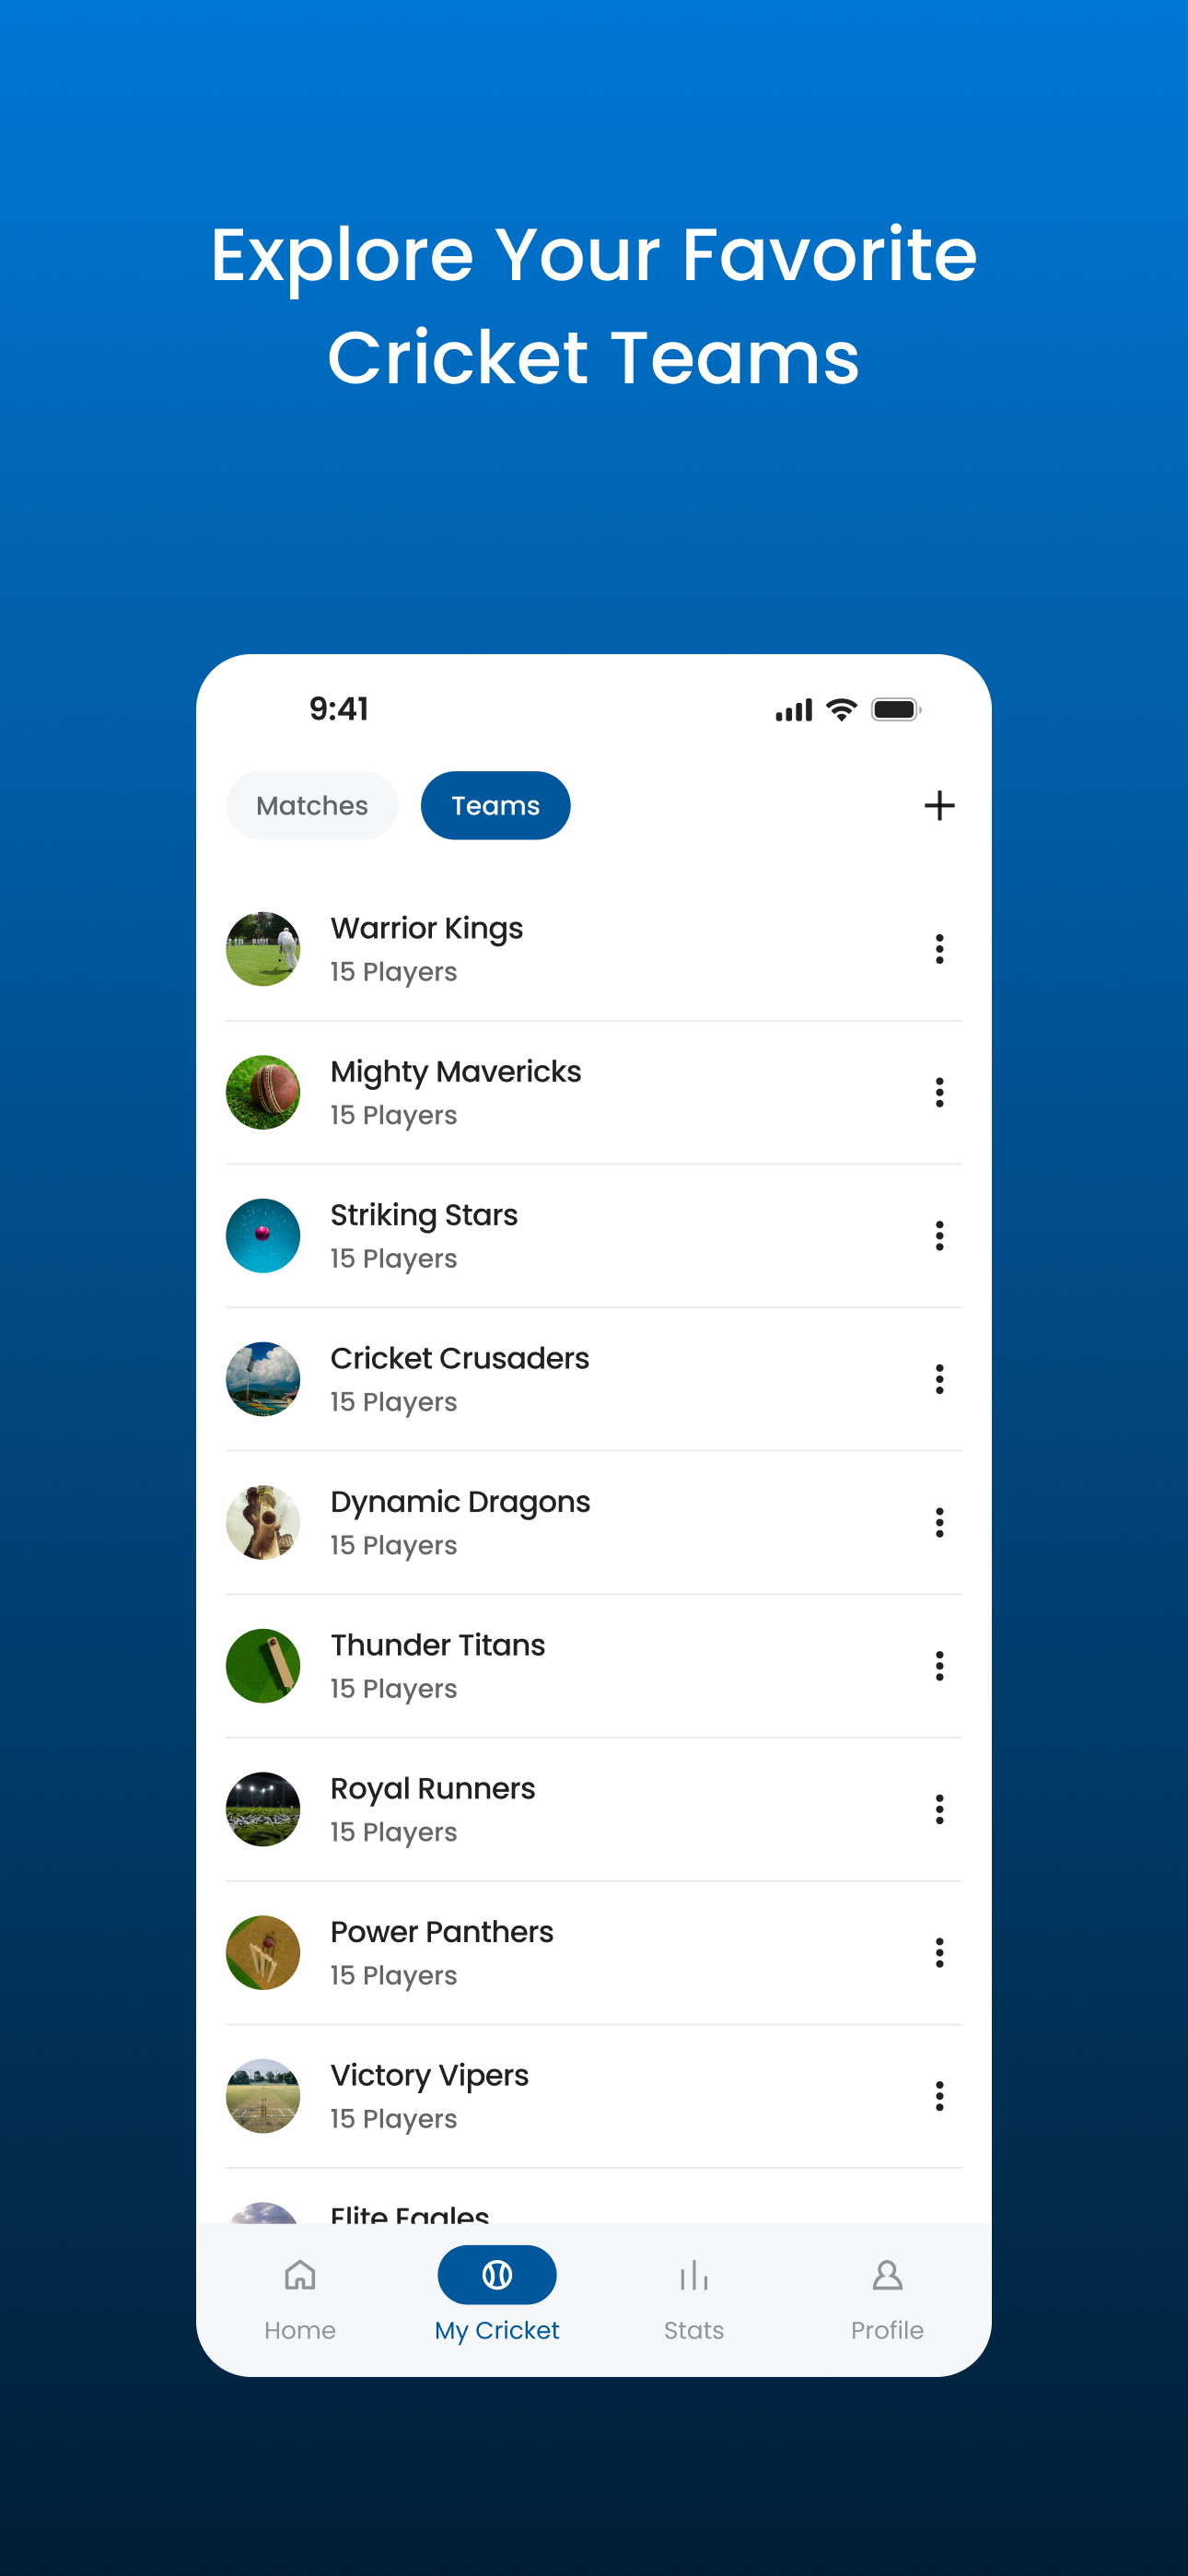 Explore Your Favorite
Cricket Teams
9:41
Matches Teams
Warrior Kings
15 Players
Mighty Mavericks
15 Players
Striking Stars
15 Players
Cricket Crusaders
15 Players
Dynamic Dragons
15 Players
Thunder Titans
15 Players
Royal Runners
15 Players
Power Panthers
15 Players
Victory Vipers
15 Players
Elite Eagles
Home My Cricket Stats Profile